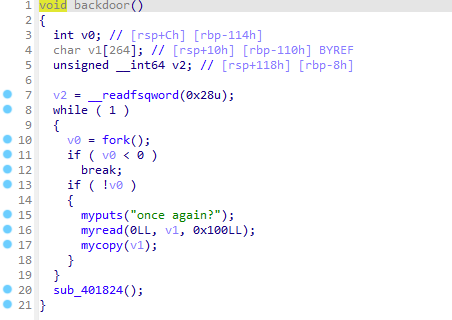 1 void backdoor()
2 {
3 int v0; // [rsp+Ch] [rbp-114h]
4 char v1[264]; // [rsp+10h] [rbp-110h] BYREF
5 unsigned __int64 v2; // [rsp+118h] [rbp-8h]
6
7 v2 = __readfsqword(0x28u);
8 while ( 1 )
9 {
10 v0 = fork();
11 if ( v0 < 0 )
12 break;
13 if ( !v0 )
14 {
15 myputs("once again?");
16 myread(0LL, v1, 0x100LL);
17 mycopy(v1);
18 }
19 }
20 sub_401824();
21 }